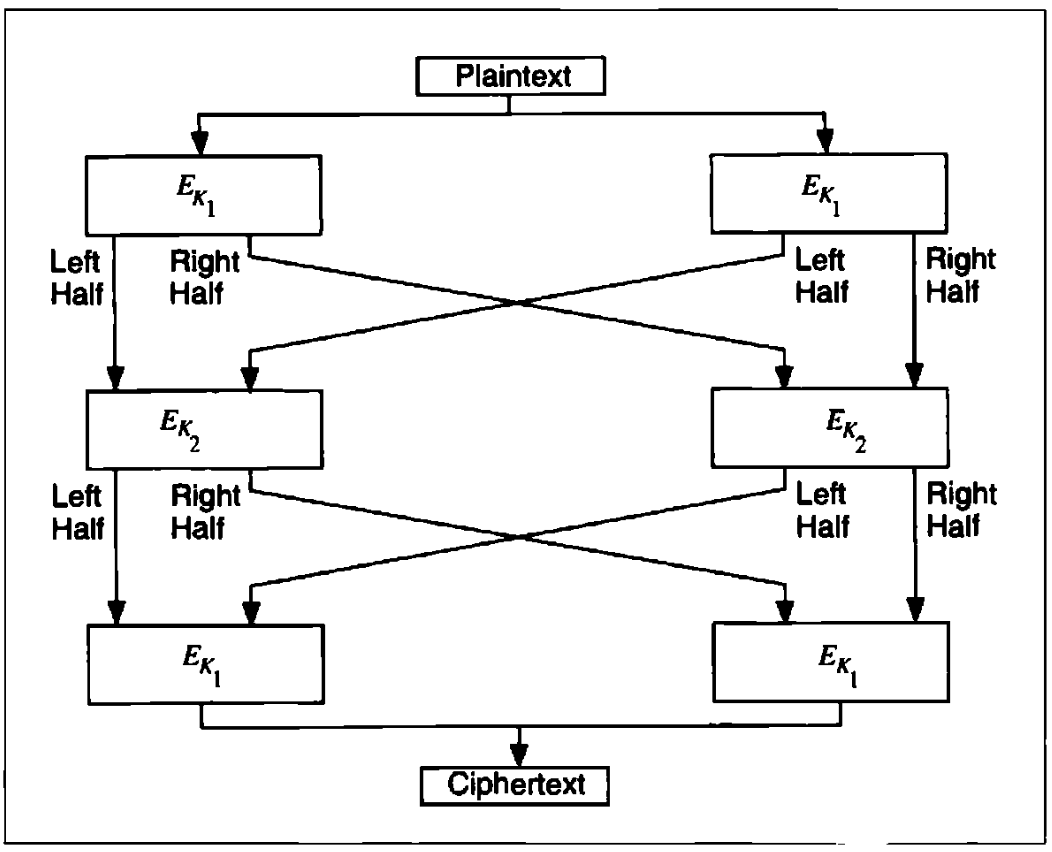 Plaintext
E_{K_1} E_{K_1}
Left Right Left Right
Half Half Half Half
E_{K_2} E_{K_2}
Left Right Left Right
Half Half Half Half
E_{K_1} E_{K_1}
Ciphertext